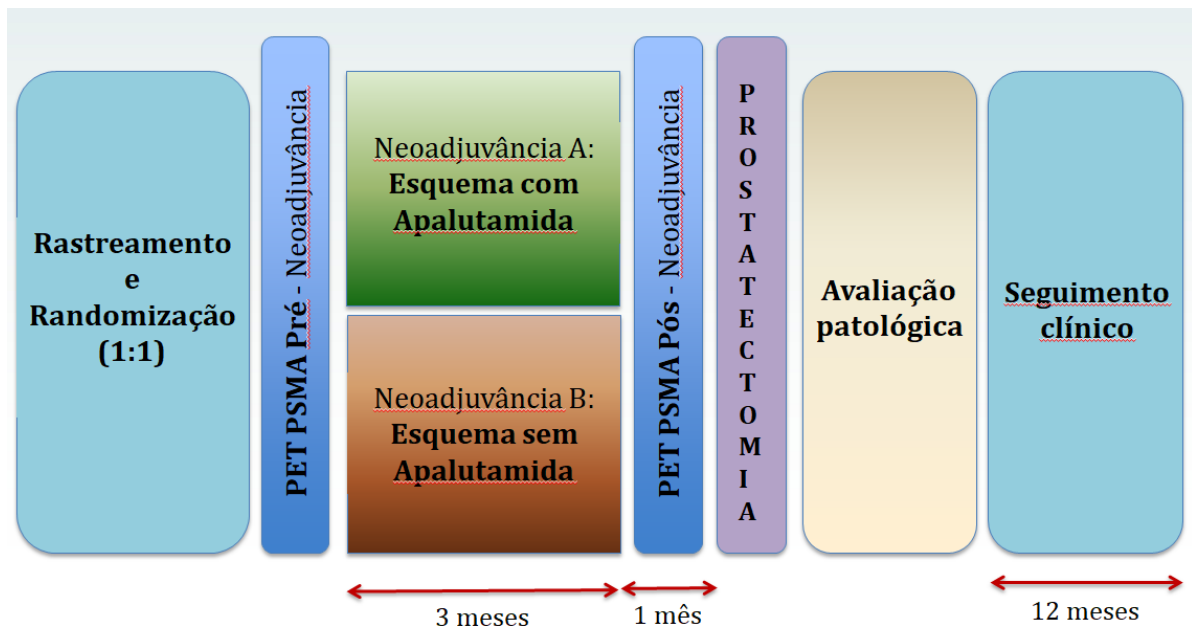 Rastreamento
e
Randomização
(1:1)
PET PSMA Pré - Neoadjuvância
Neoadjuvância A:
Esquema com
Apalutamida
Neoadjuvância B:
Esquema sem
Apalutamida
PET PSMA Pós - Neoadjuvância
P
R
O
S
T
A
T
E
C
T
O
M
I
A
Avaliação
patológica
Seguimento
clínico
3 meses
1 mês
12 meses